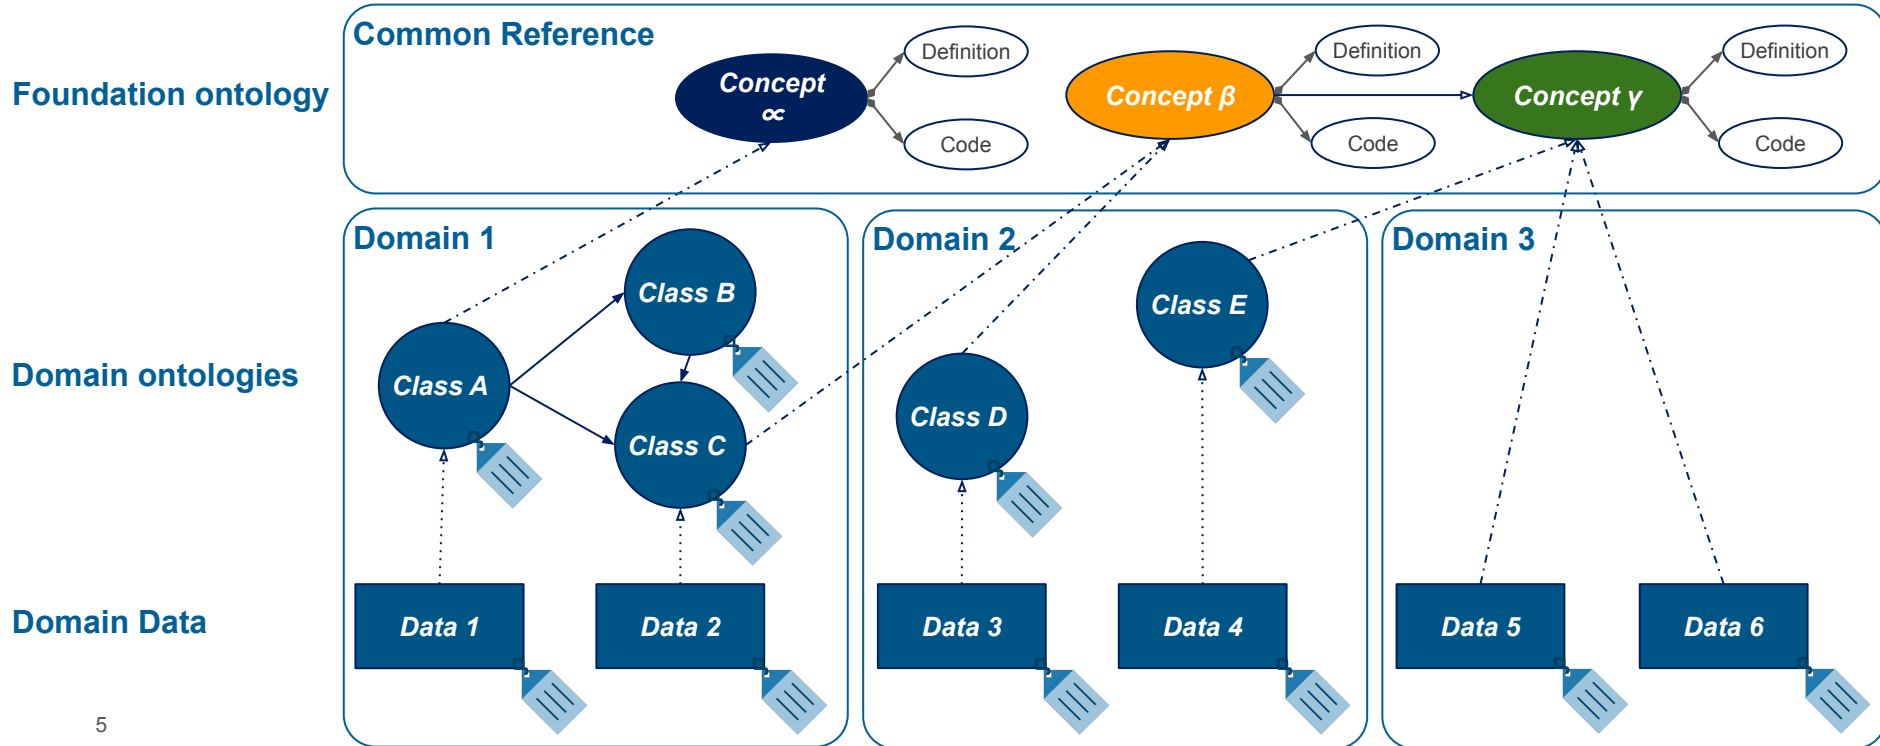 Common Reference
Foundation ontology
Concept
∝
Definition
Code
Concept β
Definition
Code
Concept γ
Definition
Code
Domain ontologies
Domain 1
Class A
Class B
Class C
Domain 2
Class D
Class E
Domain 3
Domain Data
Data 1
Data 2
Data 3
Data 4
Data 5
Data 6
5